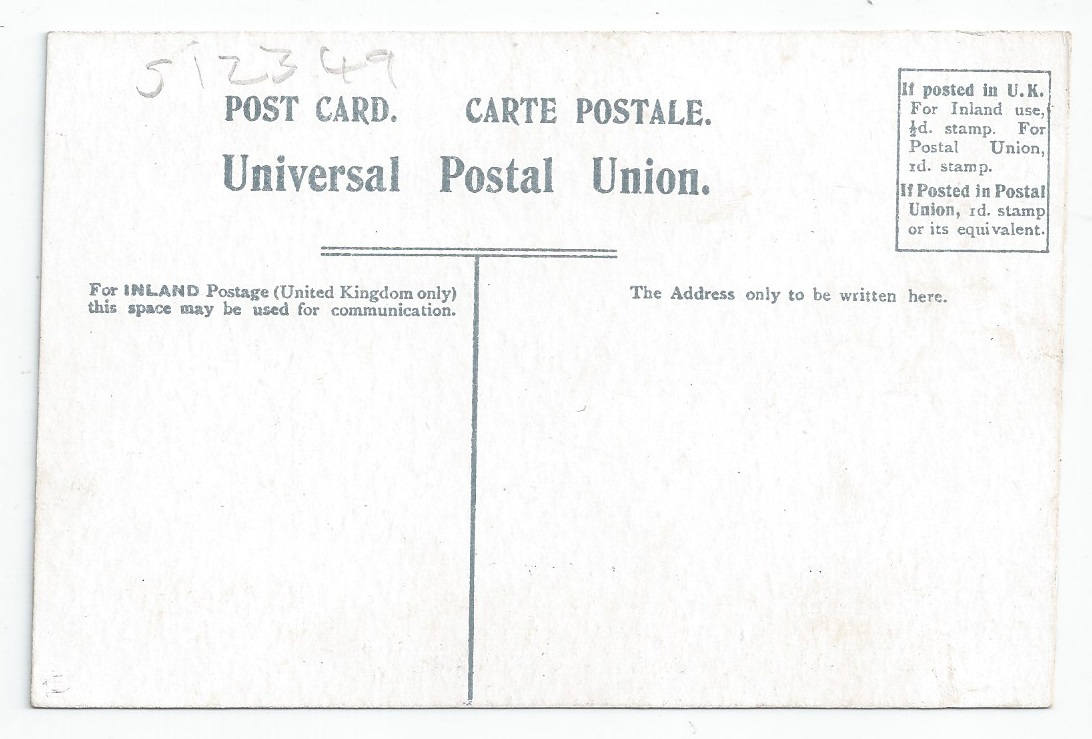 512349
POST CARD. CARTE POSTALE.
Universal Postal Union.
If posted in U.K.
For Inland use,
½d. stamp. For
Postal Union,
1d. stamp.
If Posted in Postal
Union, 1d. stamp
or its equivalent.
For INLAND Postage (United Kingdom only)
this space may be used for communication.
The Address only to be written here.